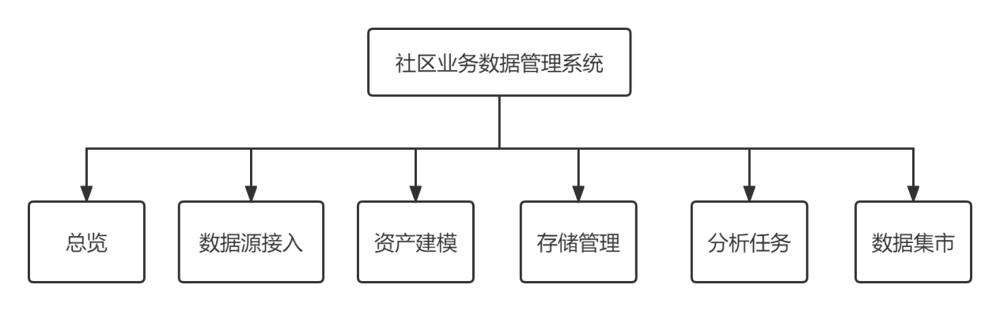 社区业务数据管理系统
总览
数据源接入
资产建模
存储管理
分析任务
数据集市